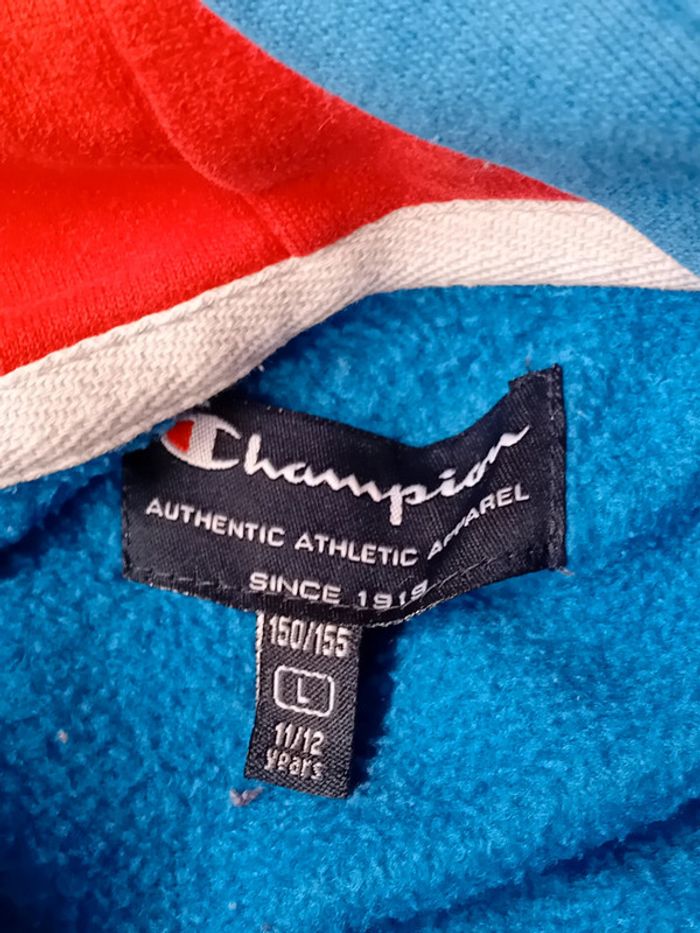 Champion
AUTHENTIC ATHLETIC APPAREL
SINCE 1919
150/155
L
11/12
years